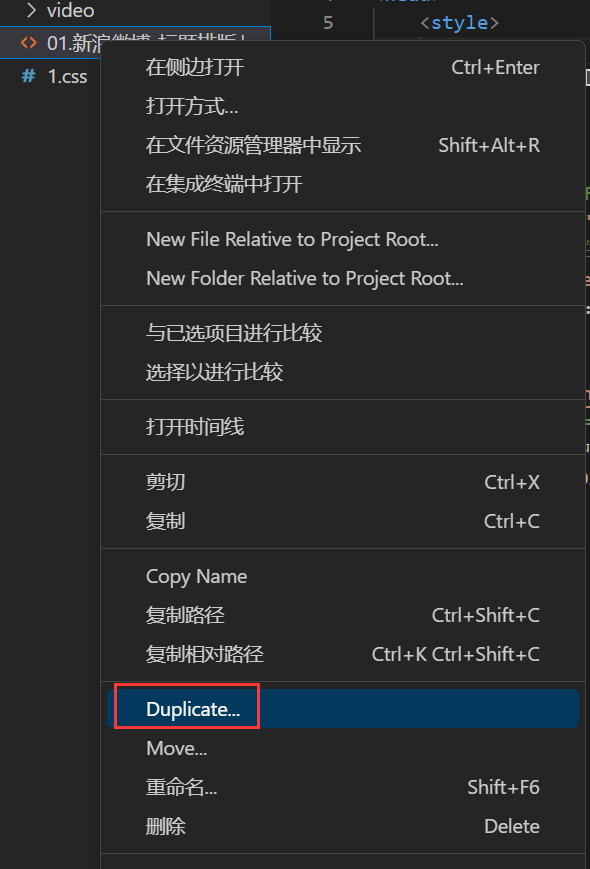 video
5 <style>
01.新浪微博-标题排版
# 1.css
在侧边打开 Ctrl+Enter
打开方式...
在文件资源管理器中显示 Shift+Alt+R
在集成终端中打开
New File Relative to Project Root...
New Folder Relative to Project Root...
与已选项目进行比较
选择以进行比较
打开时间线
剪切 Ctrl+X
复制 Ctrl+C
Copy Name
复制路径 Ctrl+Shift+C
复制相对路径 Ctrl+K Ctrl+Shift+C
Duplicate...
Move...
重命名... Shift+F6
删除 Delete